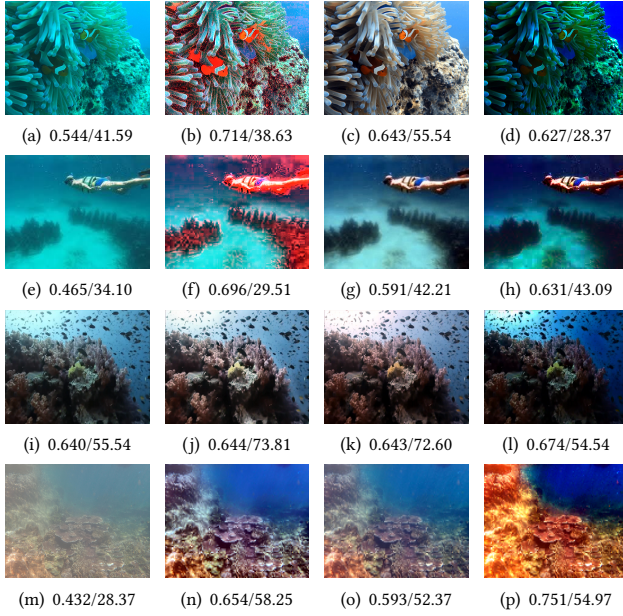 (a) 0.544/41.59 (b) 0.714/38.63 (c) 0.643/55.54 (d) 0.627/28.37
(e) 0.465/34.10 (f) 0.696/29.51 (g) 0.591/42.21 (h) 0.631/43.09
(i) 0.640/55.54 (j) 0.644/73.81 (k) 0.643/72.60 (l) 0.674/54.54
(m) 0.432/28.37 (n) 0.654/58.25 (o) 0.593/52.37 (p) 0.751/54.97